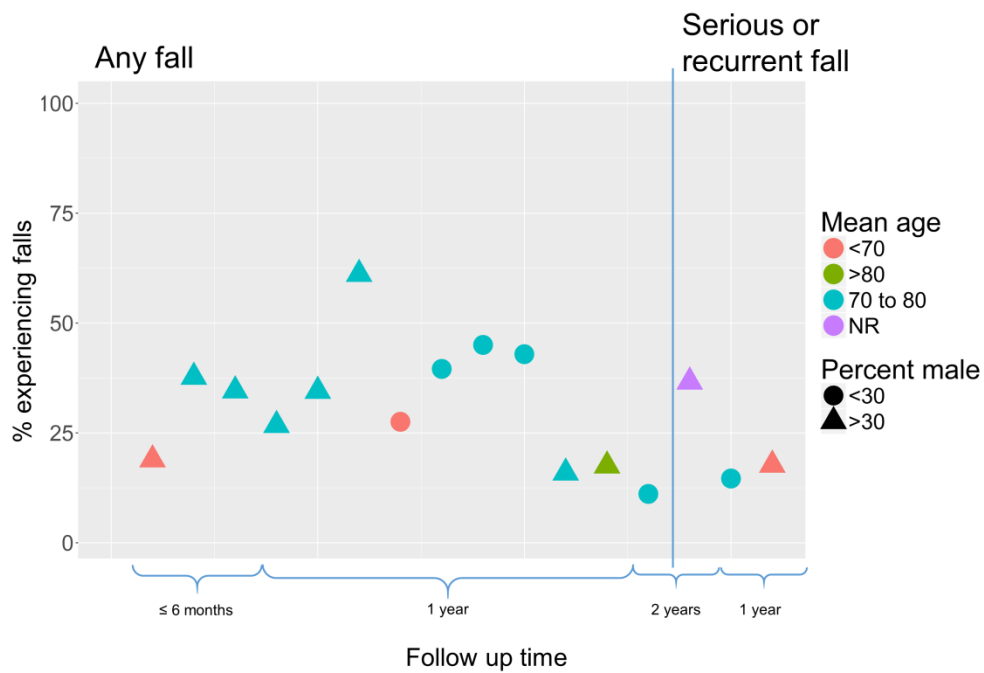 Any fall
Serious or
recurrent fall
100
75
50
25
0
% experiencing falls
≤ 6 months
1 year
2 years
1 year
Follow up time
Mean age
<70
>80
70 to 80
NR
Percent male
<30
>30